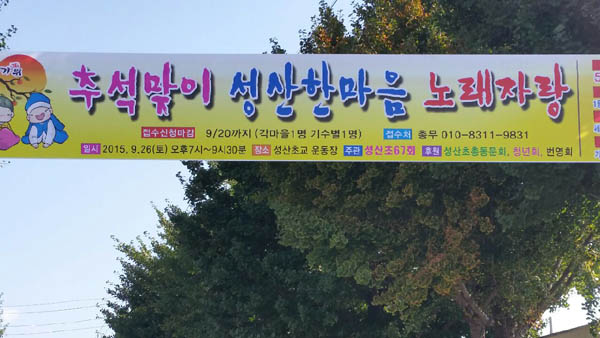 추석맞이 성산한마음 노래자랑
접수신청마감 9/20까지 (각마을1명 기수별1명) 접수처 총무 010-8311-9831
일시 2015. 9.26(토) 오후7시~9시30분 장소 성산초교 운동장 주관 성산초67회 후원 성산초총동문회, 청년회, 번영회